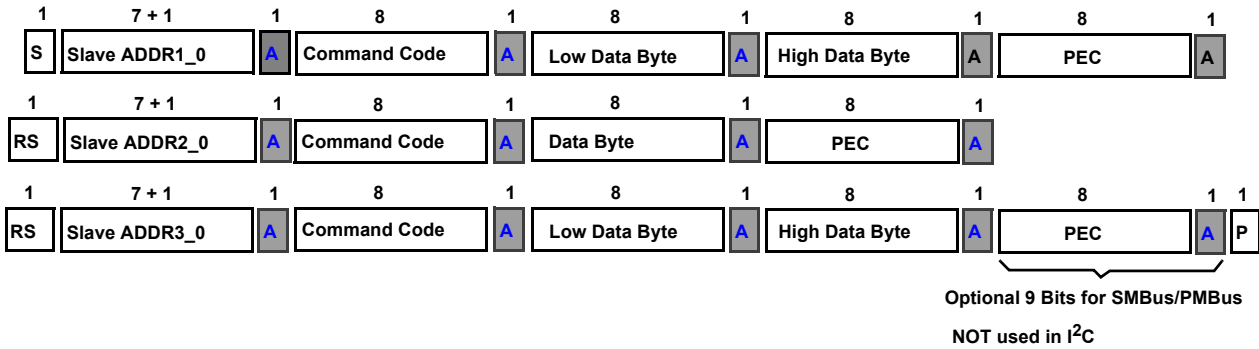 1 7 + 1 1 8 1 8 1 8 1 8 1
S Slave ADDR1_0 A Command Code A Low Data Byte A High Data Byte A PEC A
1 7 + 1 1 8 1 8 1 8 1
RS Slave ADDR2_0 A Command Code A Data Byte A PEC A
1 7 + 1 1 8 1 8 1 8 1 8 1 1
RS Slave ADDR3_0 A Command Code A Low Data Byte A High Data Byte A PEC A P
Optional 9 Bits for SMBus/PMBus
NOT used in I²C